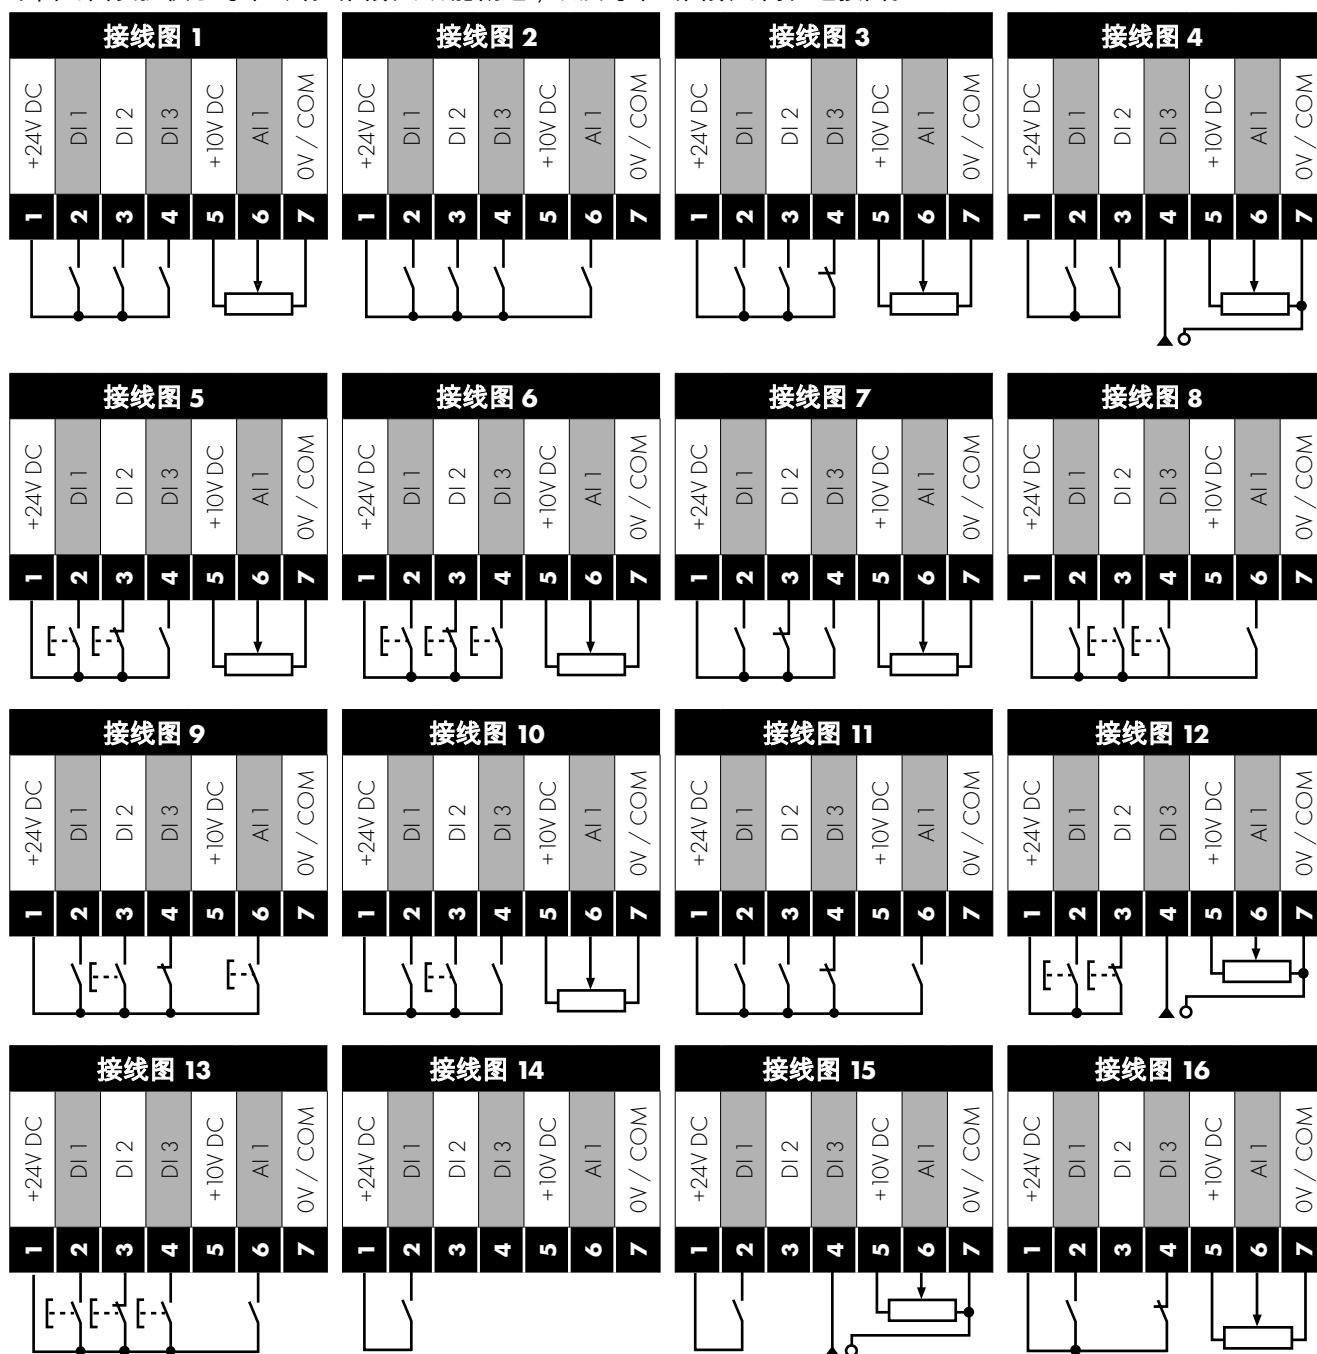 接线图 1
+24V DC
DI 1
DI 2
DI 3
+10V DC
AI 1
0V / COM
1 2 3 4 5 6 7
接线图 2
+24V DC
DI 1
DI 2
DI 3
+10V DC
AI 1
0V / COM
1 2 3 4 5 6 7
接线图 3
+24V DC
DI 1
DI 2
DI 3
+10V DC
AI 1
0V / COM
1 2 3 4 5 6 7
接线图 4
+24V DC
DI 1
DI 2
DI 3
+10V DC
AI 1
0V / COM
1 2 3 4 5 6 7
接线图 5
+24V DC
DI 1
DI 2
DI 3
+10V DC
AI 1
0V / COM
1 2 3 4 5 6 7
接线图 6
+24V DC
DI 1
DI 2
DI 3
+10V DC
AI 1
0V / COM
1 2 3 4 5 6 7
接线图 7
+24V DC
DI 1
DI 2
DI 3
+10V DC
AI 1
0V / COM
1 2 3 4 5 6 7
接线图 8
+24V DC
DI 1
DI 2
DI 3
+10V DC
AI 1
0V / COM
1 2 3 4 5 6 7
接线图 9
+24V DC
DI 1
DI 2
DI 3
+10V DC
AI 1
0V / COM
1 2 3 4 5 6 7
接线图 10
+24V DC
DI 1
DI 2
DI 3
+10V DC
AI 1
0V / COM
1 2 3 4 5 6 7
接线图 11
+24V DC
DI 1
DI 2
DI 3
+10V DC
AI 1
0V / COM
1 2 3 4 5 6 7
接线图 12
+24V DC
DI 1
DI 2
DI 3
+10V DC
AI 1
0V / COM
1 2 3 4 5 6 7
接线图 13
+24V DC
DI 1
DI 2
DI 3
+10V DC
AI 1
0V / COM
1 2 3 4 5 6 7
接线图 14
+24V DC
DI 1
DI 2
DI 3
+10V DC
AI 1
0V / COM
1 2 3 4 5 6 7
接线图 15
+24V DC
DI 1
DI 2
DI 3
+10V DC
AI 1
0V / COM
1 2 3 4 5 6 7
接线图 16
+24V DC
DI 1
DI 2
DI 3
+10V DC
AI 1
0V / COM
1 2 3 4 5 6 7